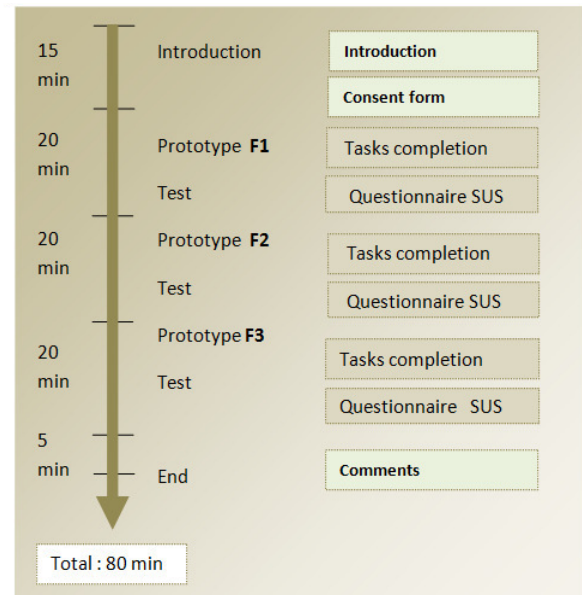 15 min
Introduction
Introduction
Consent form
20 min
Prototype F1
Test
Tasks completion
Questionnaire SUS
20 min
Prototype F2
Test
Tasks completion
Questionnaire SUS
20 min
Prototype F3
Test
Tasks completion
Questionnaire SUS
5 min
End
Comments
Total : 80 min